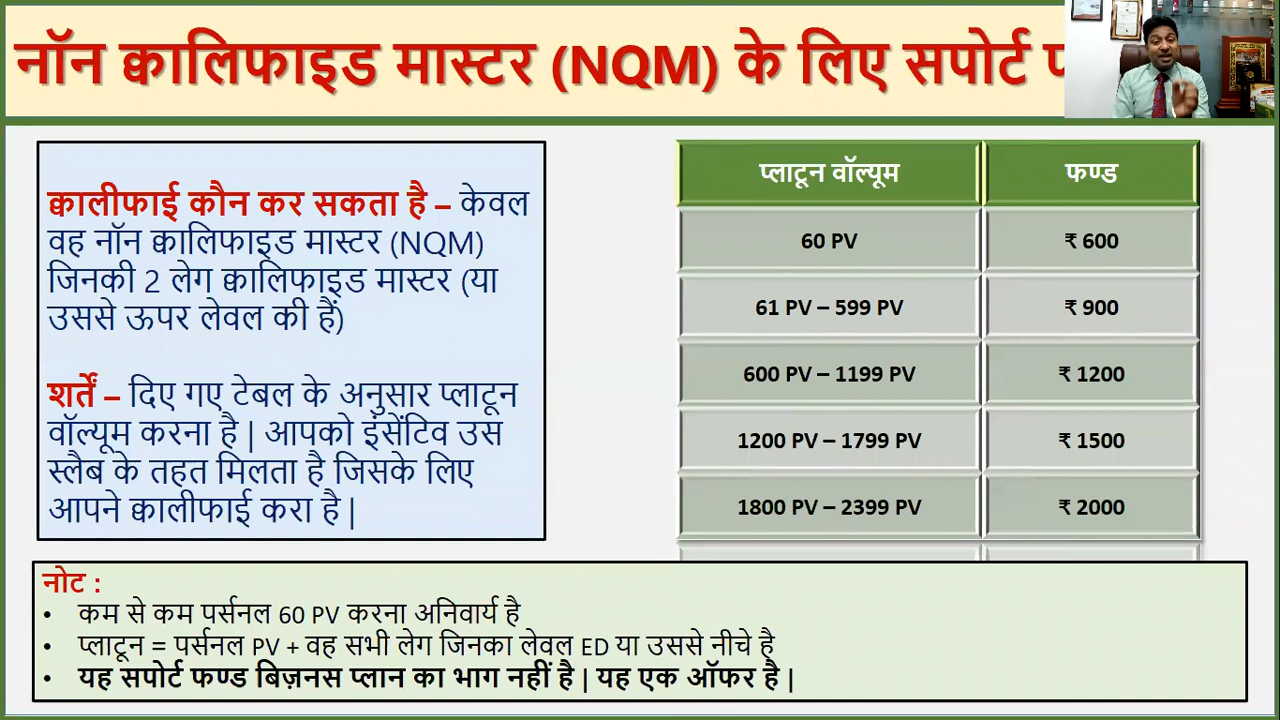 नॉन क्वालिफाइड मास्टर (NQM) के लिए सपोर्ट
क्वालीफाई कौन कर सकता है – केवल
वह नॉन क्वालिफाइड मास्टर (NQM)
जिनकी 2 लेग क्वालिफाइड मास्टर (या
उससे ऊपर लेवल की हैं)
शर्तें – दिए गए टेबल के अनुसार प्लाटून
वॉल्यूम करना है | आपको इंसेंटिव उस
स्लैब के तहत मिलता है जिसके लिए
आपने क्वालीफाई करा है |
प्लाटून वॉल्यूम फण्ड
60 PV ₹ 600
61 PV – 599 PV ₹ 900
600 PV – 1199 PV ₹ 1200
1200 PV – 1799 PV ₹ 1500
1800 PV – 2399 PV ₹ 2000
नोट :
• कम से कम पर्सनल 60 PV करना अनिवार्य है
• प्लाटून = पर्सनल PV + वह सभी लेग जिनका लेवल ED या उससे नीचे है
• यह सपोर्ट फण्ड बिज़नस प्लान का भाग नहीं है | यह एक ऑफर है |